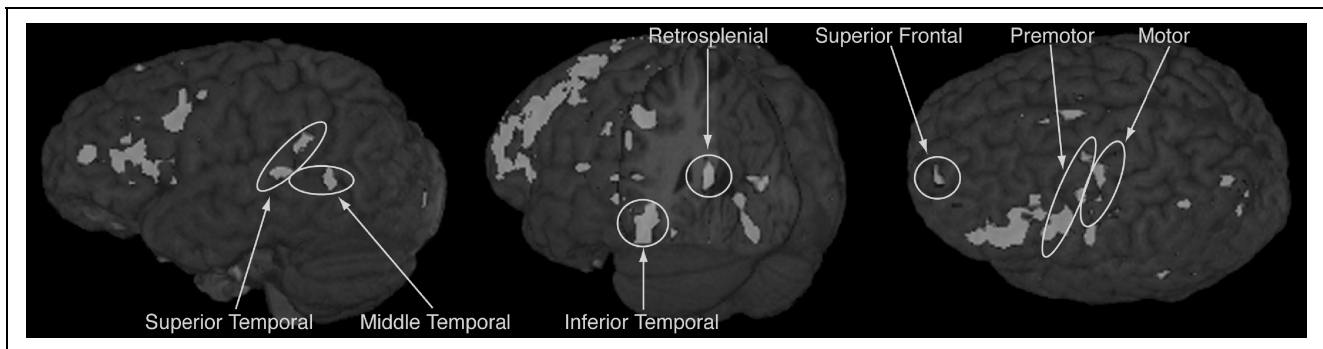 Retrosplenial
Superior Frontal
Premotor
Motor
Superior Temporal
Middle Temporal
Inferior Temporal